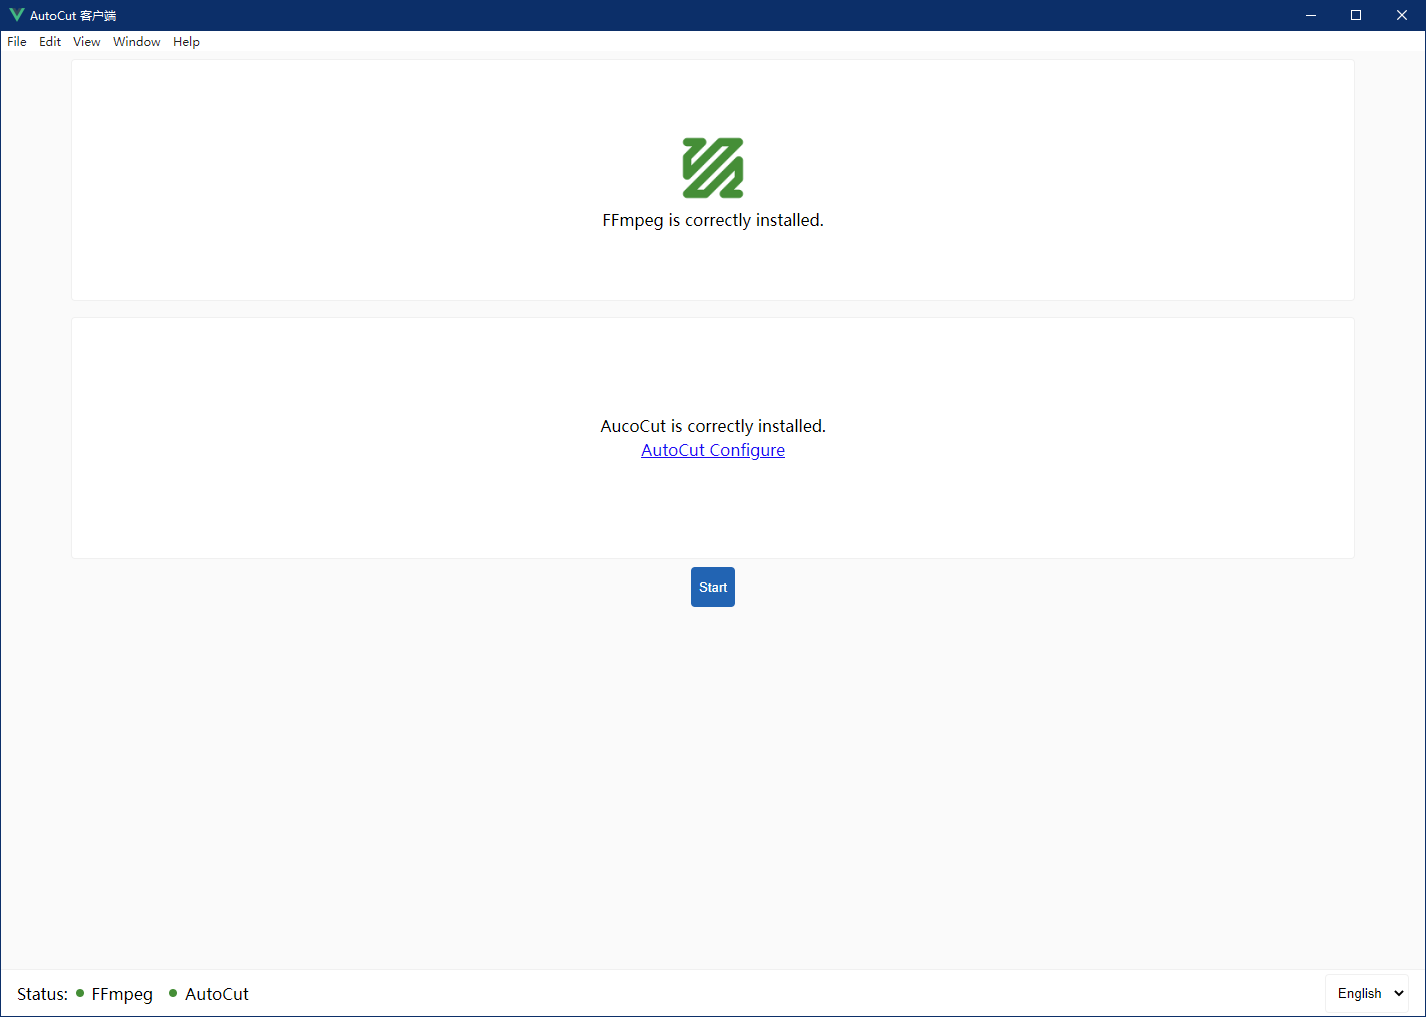 AutoCut 客户端
File Edit View Window Help
FFmpeg is correctly installed.
AucoCut is correctly installed.
AutoCut Configure
Start
Status: FFmpeg AutoCut
English